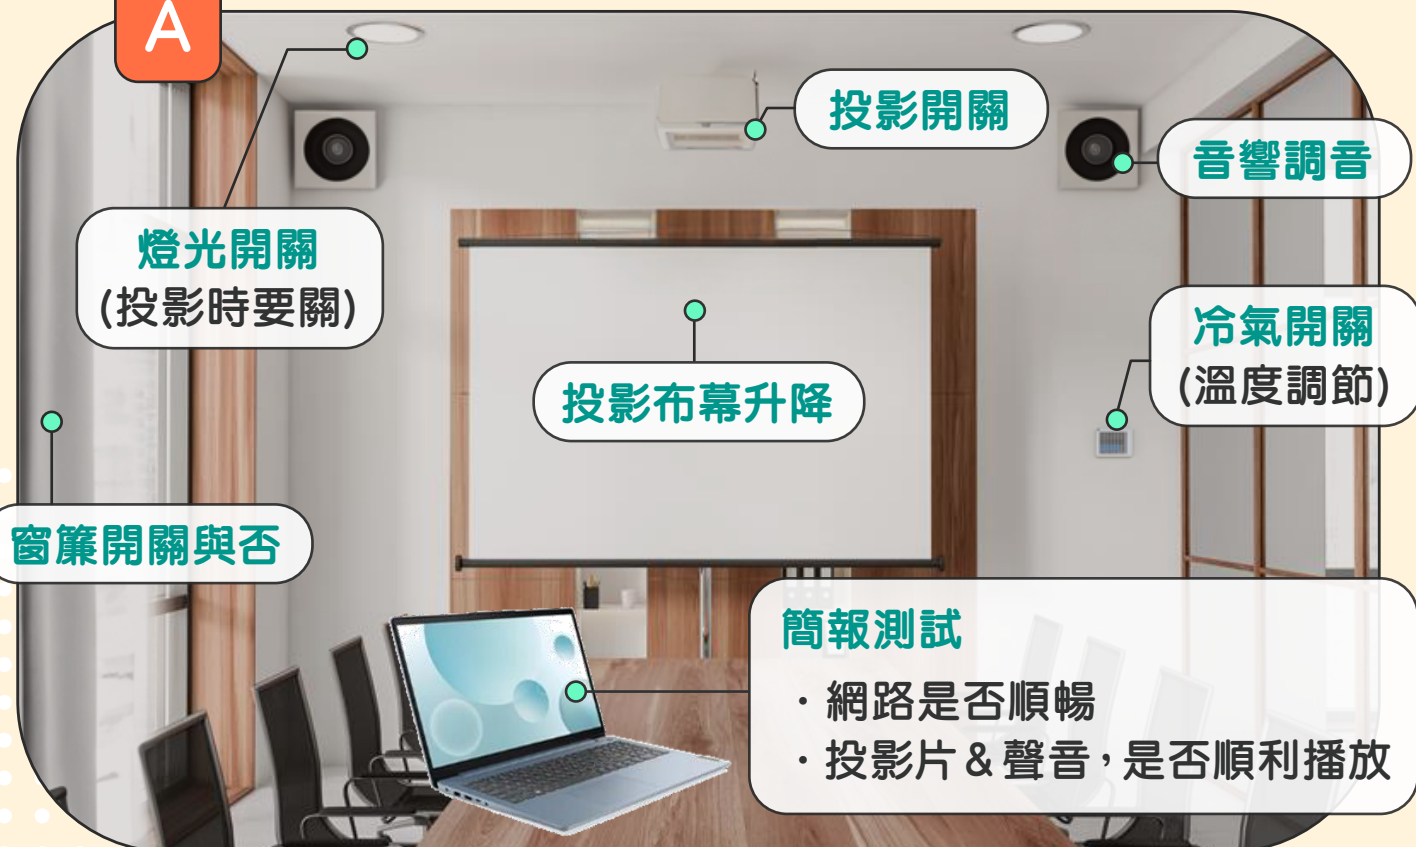 A
投影開關
音響調音
燈光開關
(投影時要關)
冷氣開關
(溫度調節)
投影布幕升降
窗簾開關與否
簡報測試
·網路是否順暢
·投影片&聲音,是否順利播放